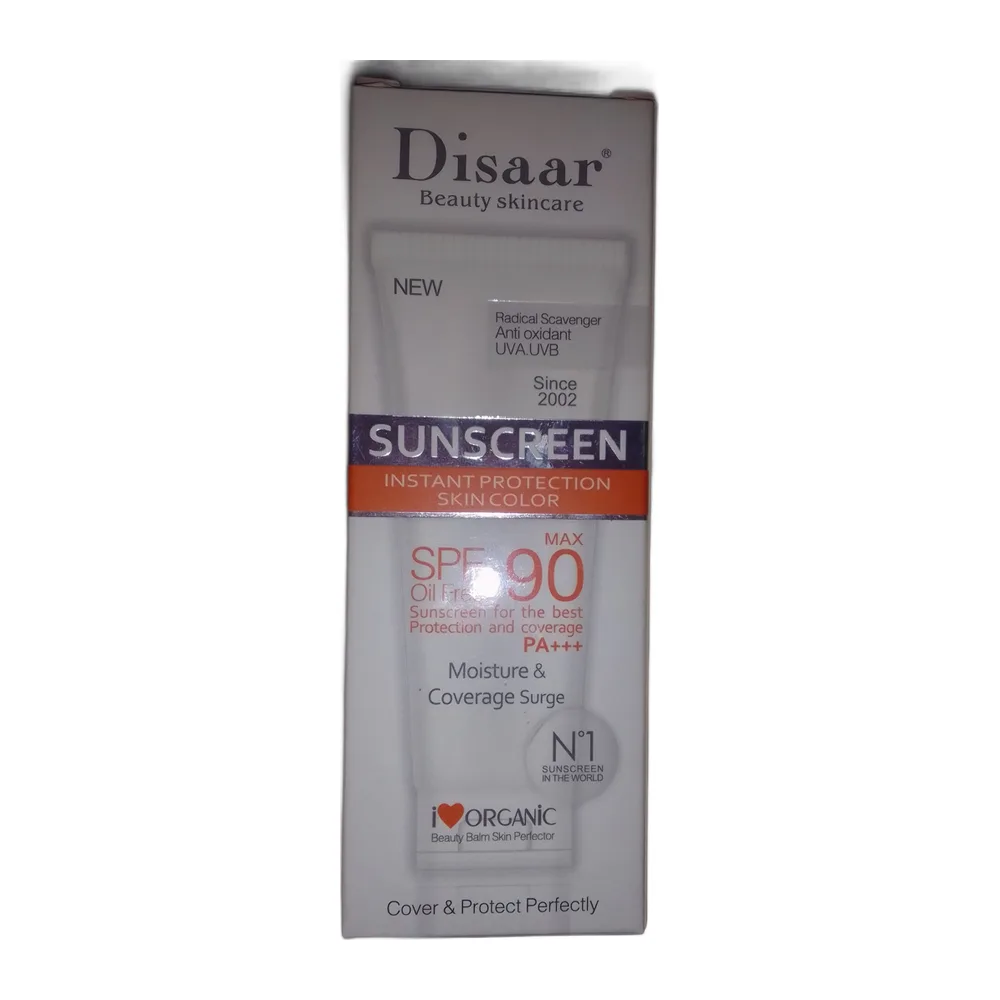 Disaar®
Beauty skincare
NEW
Radical Scavenger
Anti oxidant
UVA.UVB
Since
2002
SUNSCREEN
INSTANT PROTECTION
SKIN COLOR
MAX
SPF 90
Oil Free
Sunscreen for the best
Protection and coverage
PA+++
Moisture &
Coverage Surge
N°1
SUNSCREEN
IN THE WORLD
i♥ORGANiC
Beauty Balm Skin Perfector
Cover & Protect Perfectly